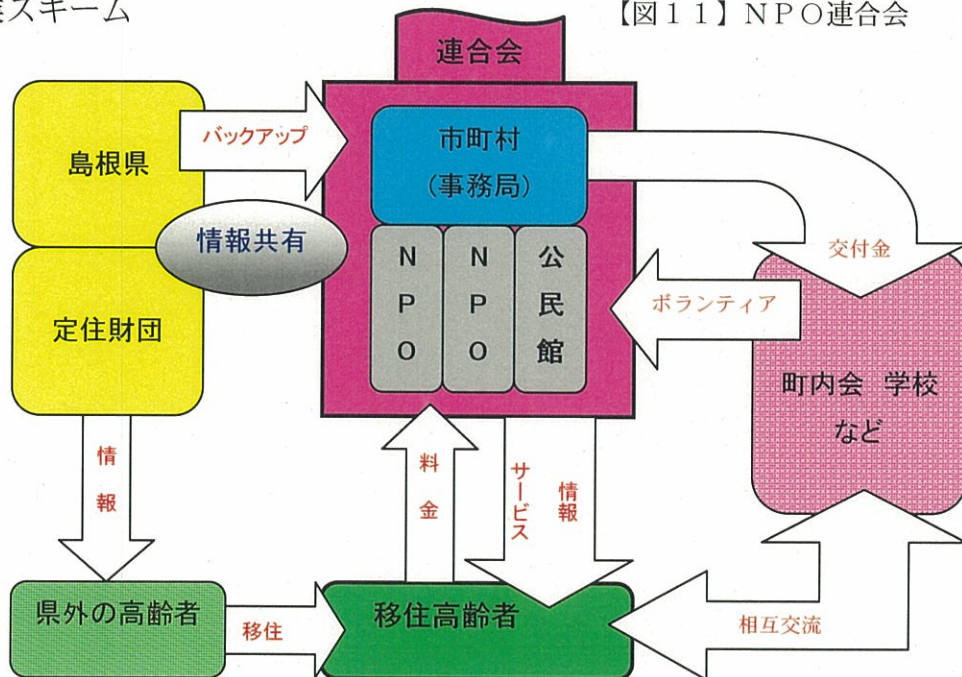 スキーム
【図１１】ＮＰＯ連合会
連合会
島根県
バックアップ
市町村
(事務局)
情報共有
定住財団
ＮＰＯ
ＮＰＯ
公民館
交付金
ボランティア
町内会 学校
など
情報
料金
サービス
情報
県外の高齢者
移住
移住高齢者
相互交流